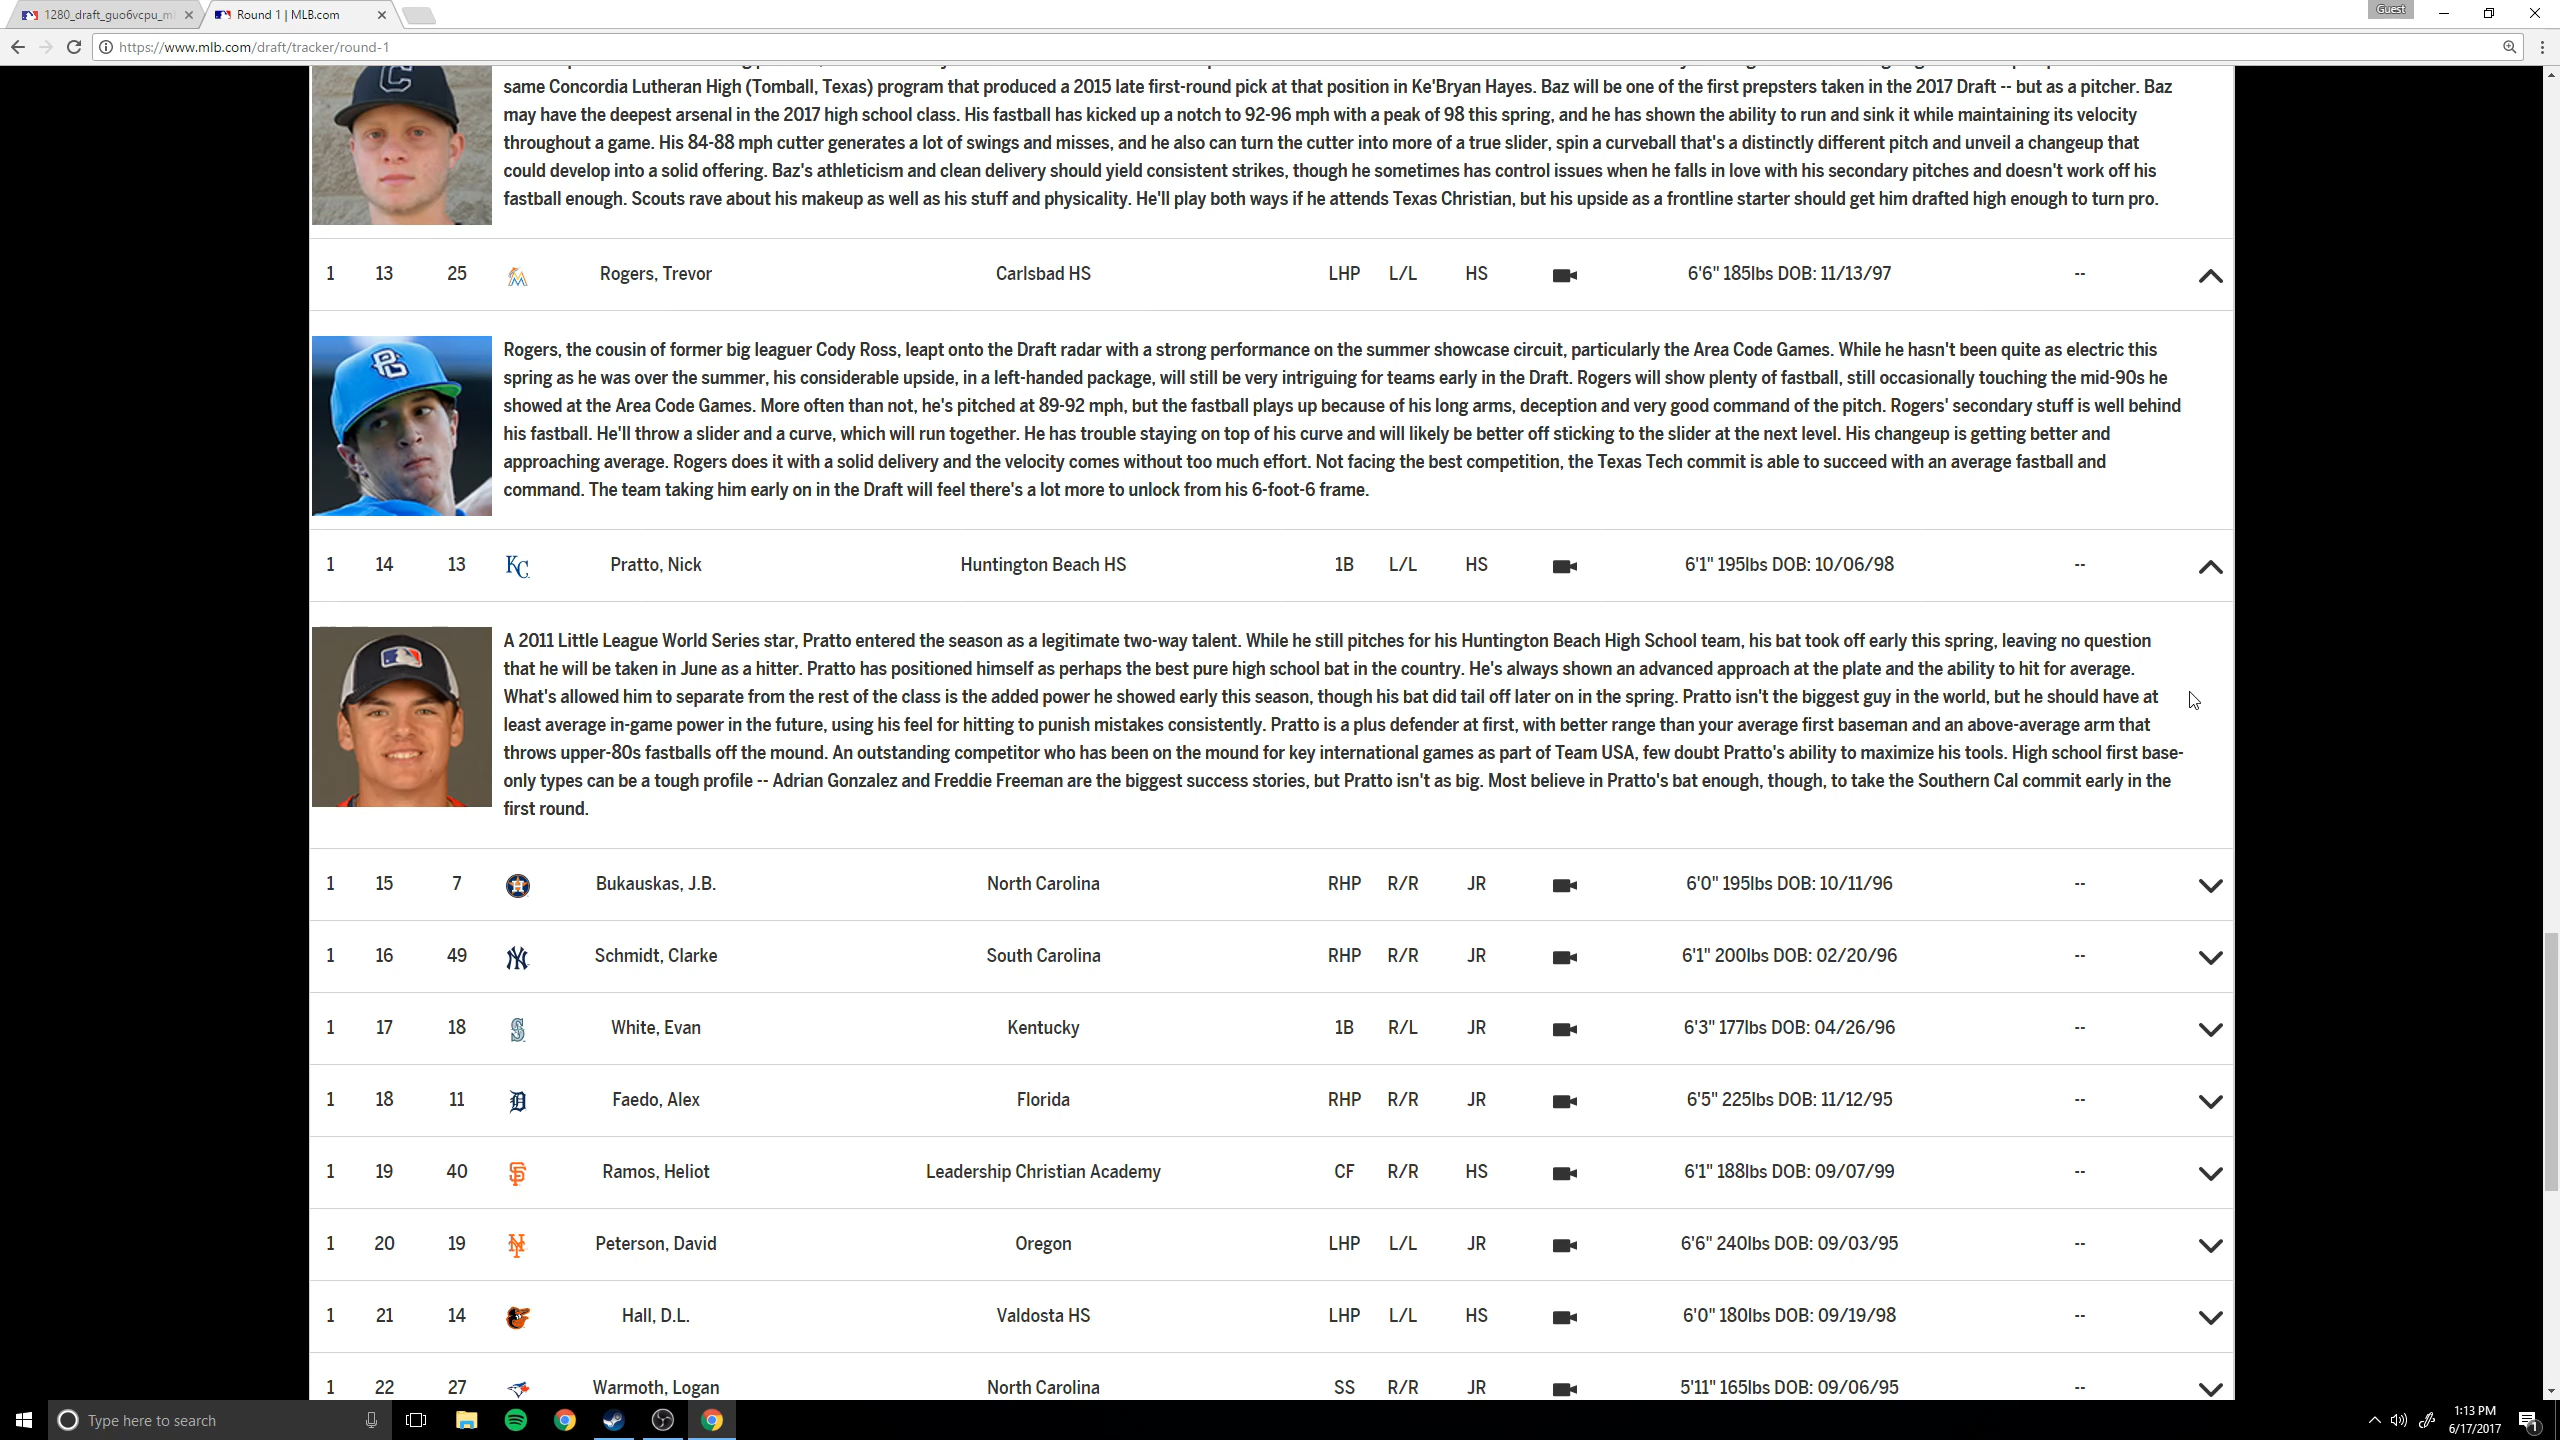 1280_draft_guo6vcpu_m
Round 1 | MLB.com
Guest
https://www.mlb.com/draft/tracker/round-1
same Concordia Lutheran High (Tomball, Texas) program that produced a 2015 late first-round pick at that position in Ke'Bryan Hayes. Baz will be one of the first prepsters taken in the 2017 Draft -- but as a pitcher. Baz
may have the deepest arsenal in the 2017 high school class. His fastball has kicked up a notch to 92-96 mph with a peak of 98 this spring, and he has shown the ability to run and sink it while maintaining its velocity
throughout a game. His 84-88 mph cutter generates a lot of swings and misses, and he also can turn the cutter into more of a true slider, spin a curveball that's a distinctly different pitch and unveil a changeup that
could develop into a solid offering. Baz's athleticism and clean delivery should yield consistent strikes, though he sometimes has control issues when he falls in love with his secondary pitches and doesn't work off his
fastball enough. Scouts rave about his makeup as well as his stuff and physicality. He'll play both ways if he attends Texas Christian, but his upside as a frontline starter should get him drafted high enough to turn pro.
1 13 25 Rogers, Trevor Carlsbad HS LHP L/L HS 6'6" 185lbs DOB: 11/13/97 --
Rogers, the cousin of former big leaguer Cody Ross, leapt onto the Draft radar with a strong performance on the summer showcase circuit, particularly the Area Code Games. While he hasn't been quite as electric this
spring as he was over the summer, his considerable upside, in a left-handed package, will still be very intriguing for teams early in the Draft. Rogers will show plenty of fastball, still occasionally touching the mid-90s he
showed at the Area Code Games. More often than not, he's pitched at 89-92 mph, but the fastball plays up because of his long arms, deception and very good command of the pitch. Rogers' secondary stuff is well behind
his fastball. He'll throw a slider and a curve, which will run together. He has trouble staying on top of his curve and will likely be better off sticking to the slider at the next level. His changeup is getting better and
approaching average. Rogers does it with a solid delivery and the velocity comes without too much effort. Not facing the best competition, the Texas Tech commit is able to succeed with an average fastball and
command. The team taking him early on in the Draft will feel there's a lot more to unlock from his 6-foot-6 frame.
1 14 13 KC Pratto, Nick Huntington Beach HS 1B L/L HS 6'1" 195lbs DOB: 10/06/98 --
A 2011 Little League World Series star, Pratto entered the season as a legitimate two-way talent. While he still pitches for his Huntington Beach High School team, his bat took off early this spring, leaving no question
that he will be taken in June as a hitter. Pratto has positioned himself as perhaps the best pure high school bat in the country. He's always shown an advanced approach at the plate and the ability to hit for average.
What's allowed him to separate from the rest of the class is the added power he showed early this season, though his bat did tail off later on in the spring. Pratto isn't the biggest guy in the world, but he should have at
least average in-game power in the future, using his feel for hitting to punish mistakes consistently. Pratto is a plus defender at first, with better range than your average first baseman and an above-average arm that
throws upper-80s fastballs off the mound. An outstanding competitor who has been on the mound for key international games as part of Team USA, few doubt Pratto's ability to maximize his tools. High school first base-
only types can be a tough profile -- Adrian Gonzalez and Freddie Freeman are the biggest success stories, but Pratto isn't as big. Most believe in Pratto's bat enough, though, to take the Southern Cal commit early in the
first round.
1 15 7 Bukauskas, J.B. North Carolina RHP R/R JR 6'0" 195lbs DOB: 10/11/96 --
1 16 49 Schmidt, Clarke South Carolina RHP R/R JR 6'1" 200lbs DOB: 02/20/96 --
1 17 18 White, Evan Kentucky 1B R/L JR 6'3" 177lbs DOB: 04/26/96 --
1 18 11 Faedo, Alex Florida RHP R/R JR 6'5" 225lbs DOB: 11/12/95 --
1 19 40 Ramos, Heliot Leadership Christian Academy CF R/R HS 6'1" 188lbs DOB: 09/07/99 --
1 20 19 Peterson, David Oregon LHP L/L JR 6'6" 240lbs DOB: 09/03/95 --
1 21 14 Hall, D.L. Valdosta HS LHP L/L HS 6'0" 180lbs DOB: 09/19/98 --
1 22 27 Warmoth, Logan North Carolina SS R/R JR 5'11" 165lbs DOB: 09/06/95 --
Type here to search
1:13 PM
6/17/2017
1